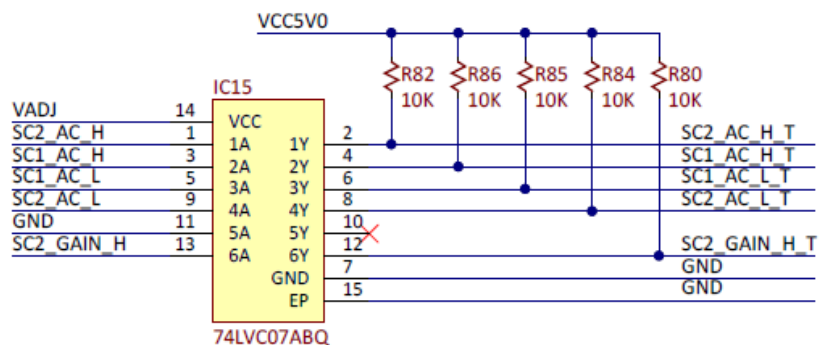 VCC5V0
R82 R86 R85 R84 R80
10K 10K 10K 10K 10K
IC15
VADJ 14 VCC
SC2_AC_H 1 1A 1Y 2 SC2_AC_H_T
SC1_AC_H 3 2A 2Y 4 SC1_AC_H_T
SC1_AC_L 5 3A 3Y 6 SC1_AC_L_T
SC2_AC_L 9 4A 4Y 8 SC2_AC_L_T
GND 11 5A 5Y 10
SC2_GAIN_H 13 6A 6Y 12 SC2_GAIN_H_T
GND 7 GND
EP 15 GND
74LVC07ABQ